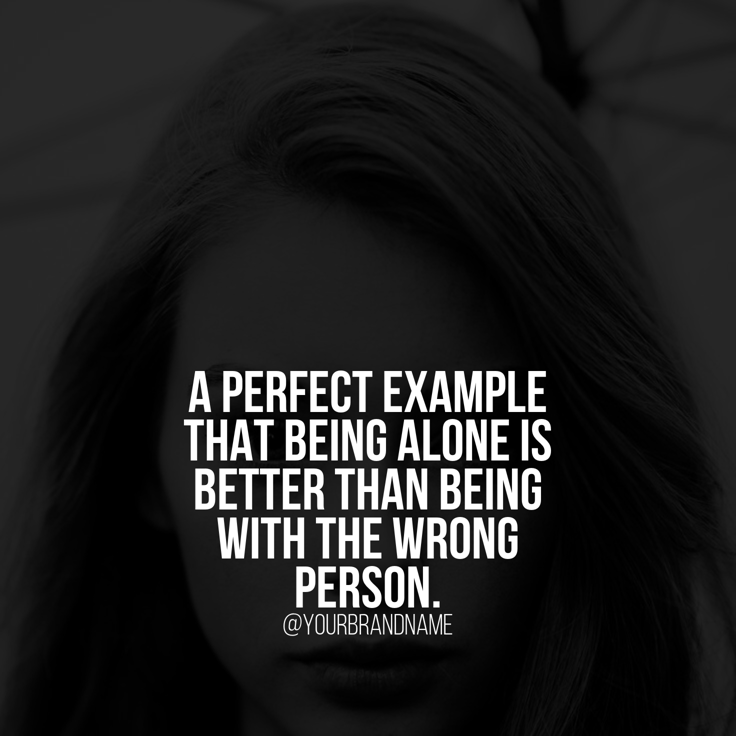 A PERFECT EXAMPLE
THAT BEING ALONE IS
BETTER THAN BEING
WITH THE WRONG
PERSON.
@YOURBRANDNAME